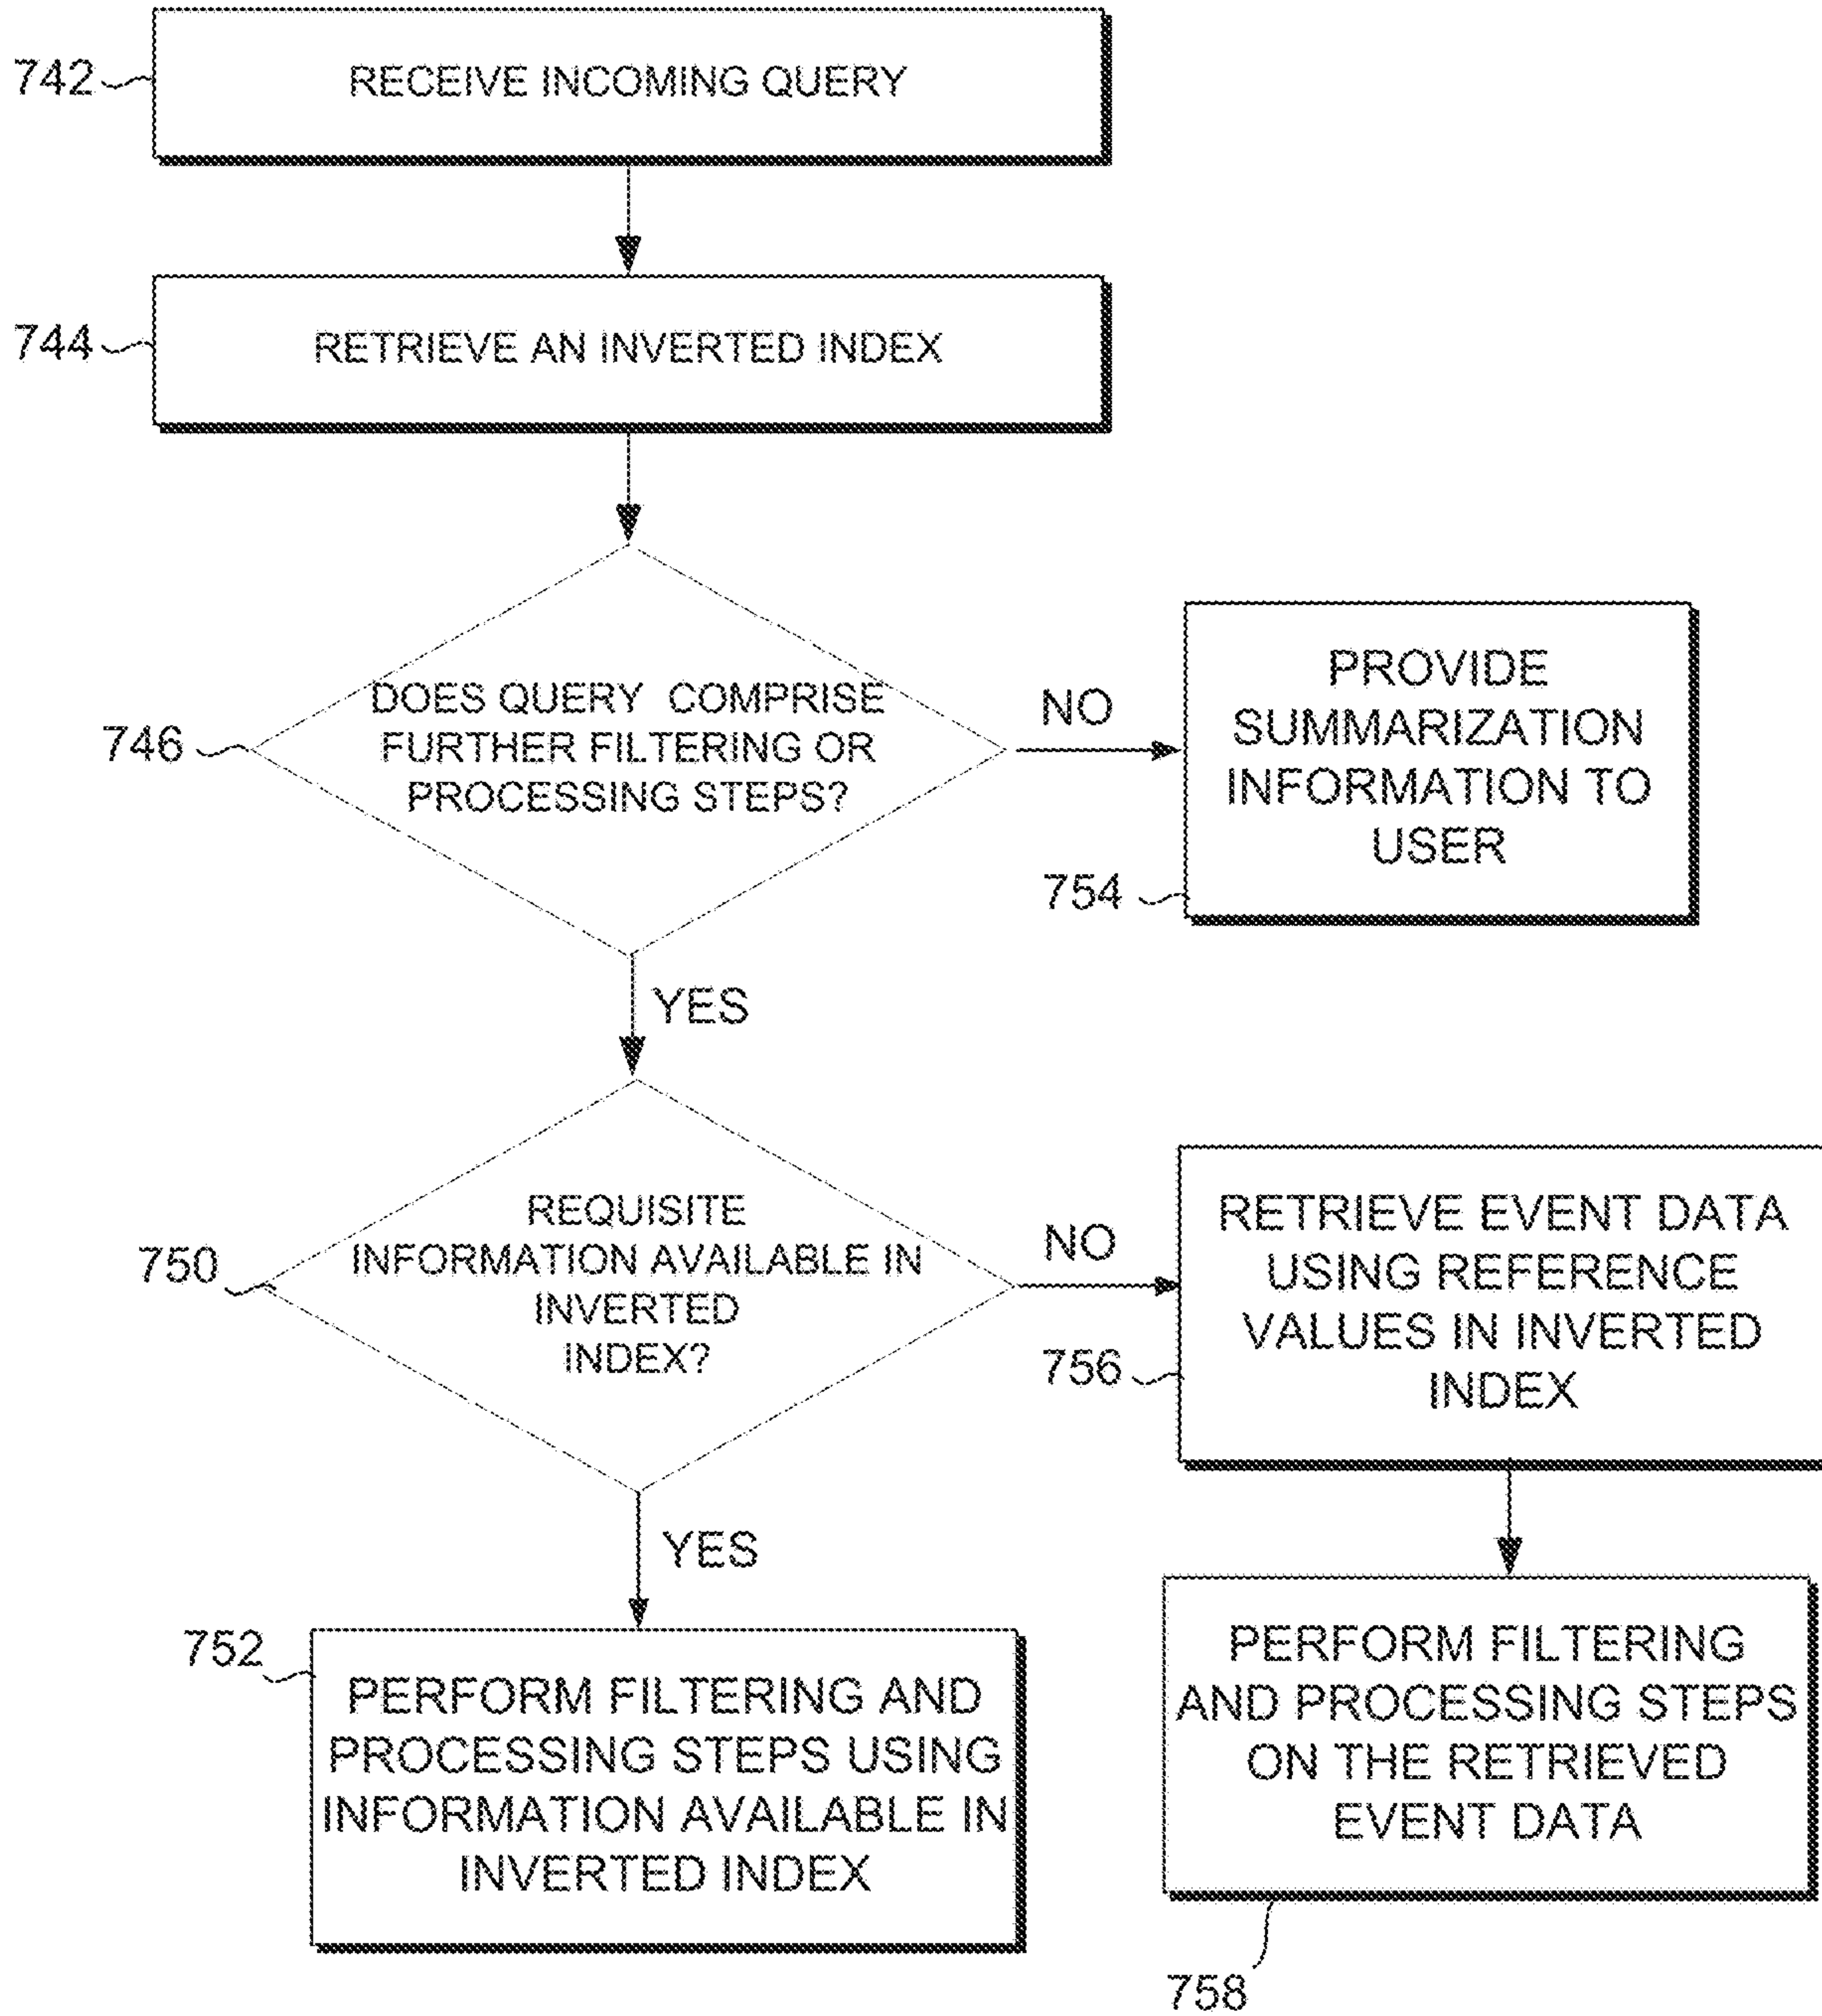 742
RECEIVE INCOMING QUERY
744
RETRIEVE AN INVERTED INDEX
746
DOES QUERY COMPRISE
FURTHER FILTERING OR
PROCESSING STEPS?
NO
PROVIDE
SUMMARIZATION
INFORMATION TO
USER
754
YES
750
REQUISITE
INFORMATION AVAILABLE IN
INVERTED
INDEX?
NO
RETRIEVE EVENT DATA
USING REFERENCE
VALUES IN INVERTED
INDEX
756
YES
752
PERFORM FILTERING AND
PROCESSING STEPS USING
INFORMATION AVAILABLE IN
INVERTED INDEX
PERFORM FILTERING
AND PROCESSING STEPS
ON THE RETRIEVED
EVENT DATA
758